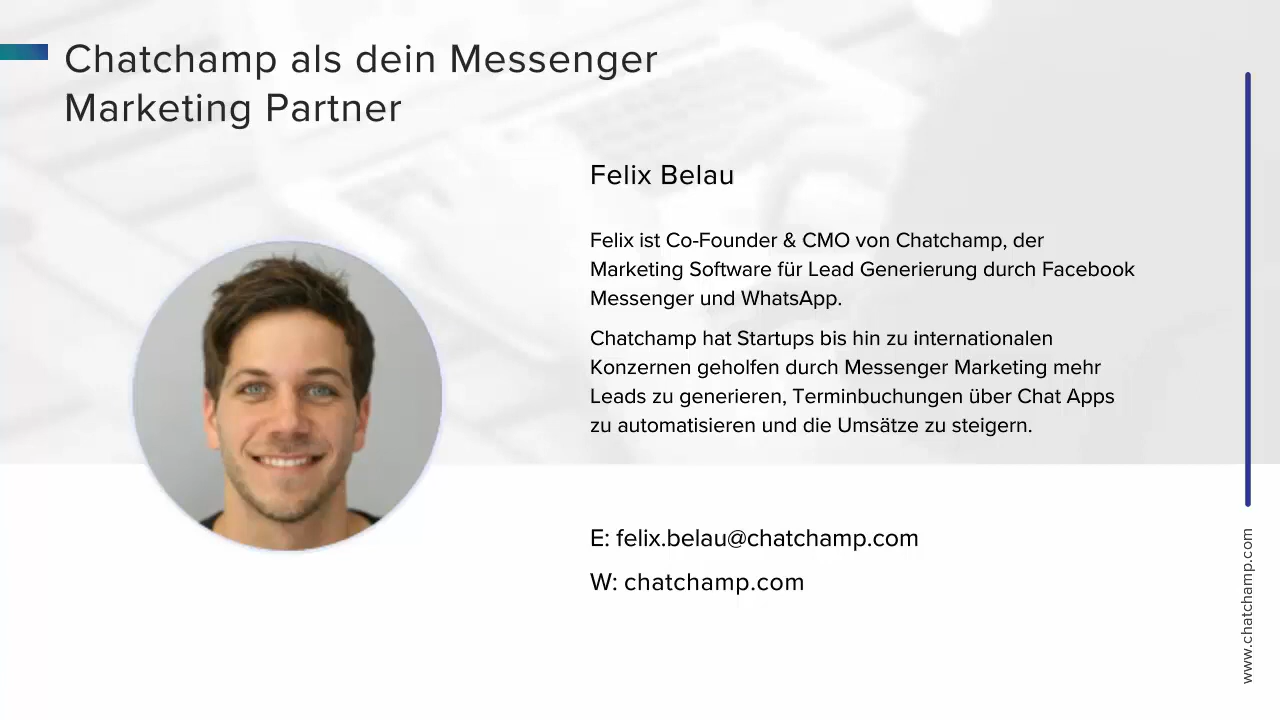 Chatchamp als dein Messenger
Marketing Partner
Felix Belau
Felix ist Co-Founder & CMO von Chatchamp, der
Marketing Software für Lead Generierung durch Facebook
Messenger und WhatsApp.
Chatchamp hat Startups bis hin zu internationalen
Konzernen geholfen durch Messenger Marketing mehr
Leads zu generieren, Terminbuchungen über Chat Apps
zu automatisieren und die Umsätze zu steigern.
E: felix.belau@chatchamp.com
W: chatchamp.com
www.chatchamp.com